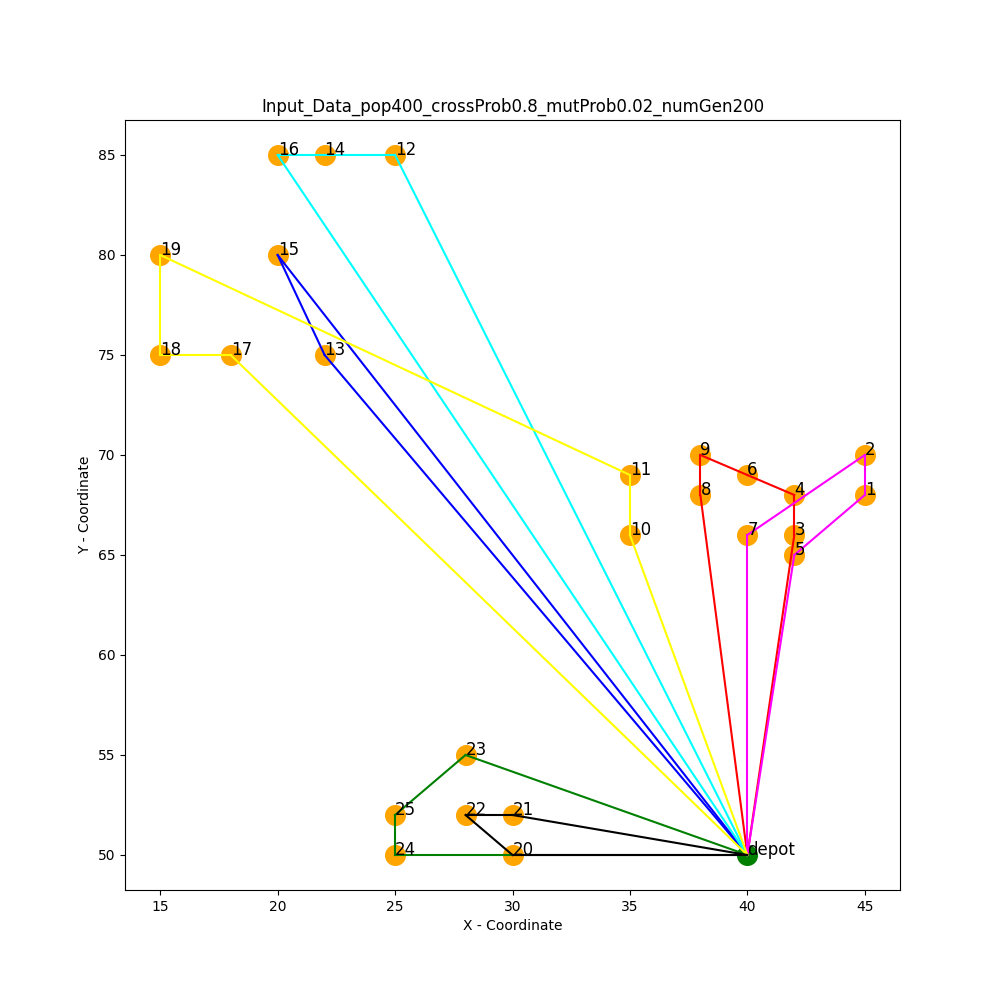 Input_Data_pop400_crossProb0.8_mutProb0.02_numGen200
85
16 14 12
80
19 15
75
18 17 13
70
9 2
11 6
8 4 1
10 7 3
65
5
60
55
23
25 22 21
50
24 20 depot
15 20 25 30 35 40 45
X - Coordinate
Y - Coordinate